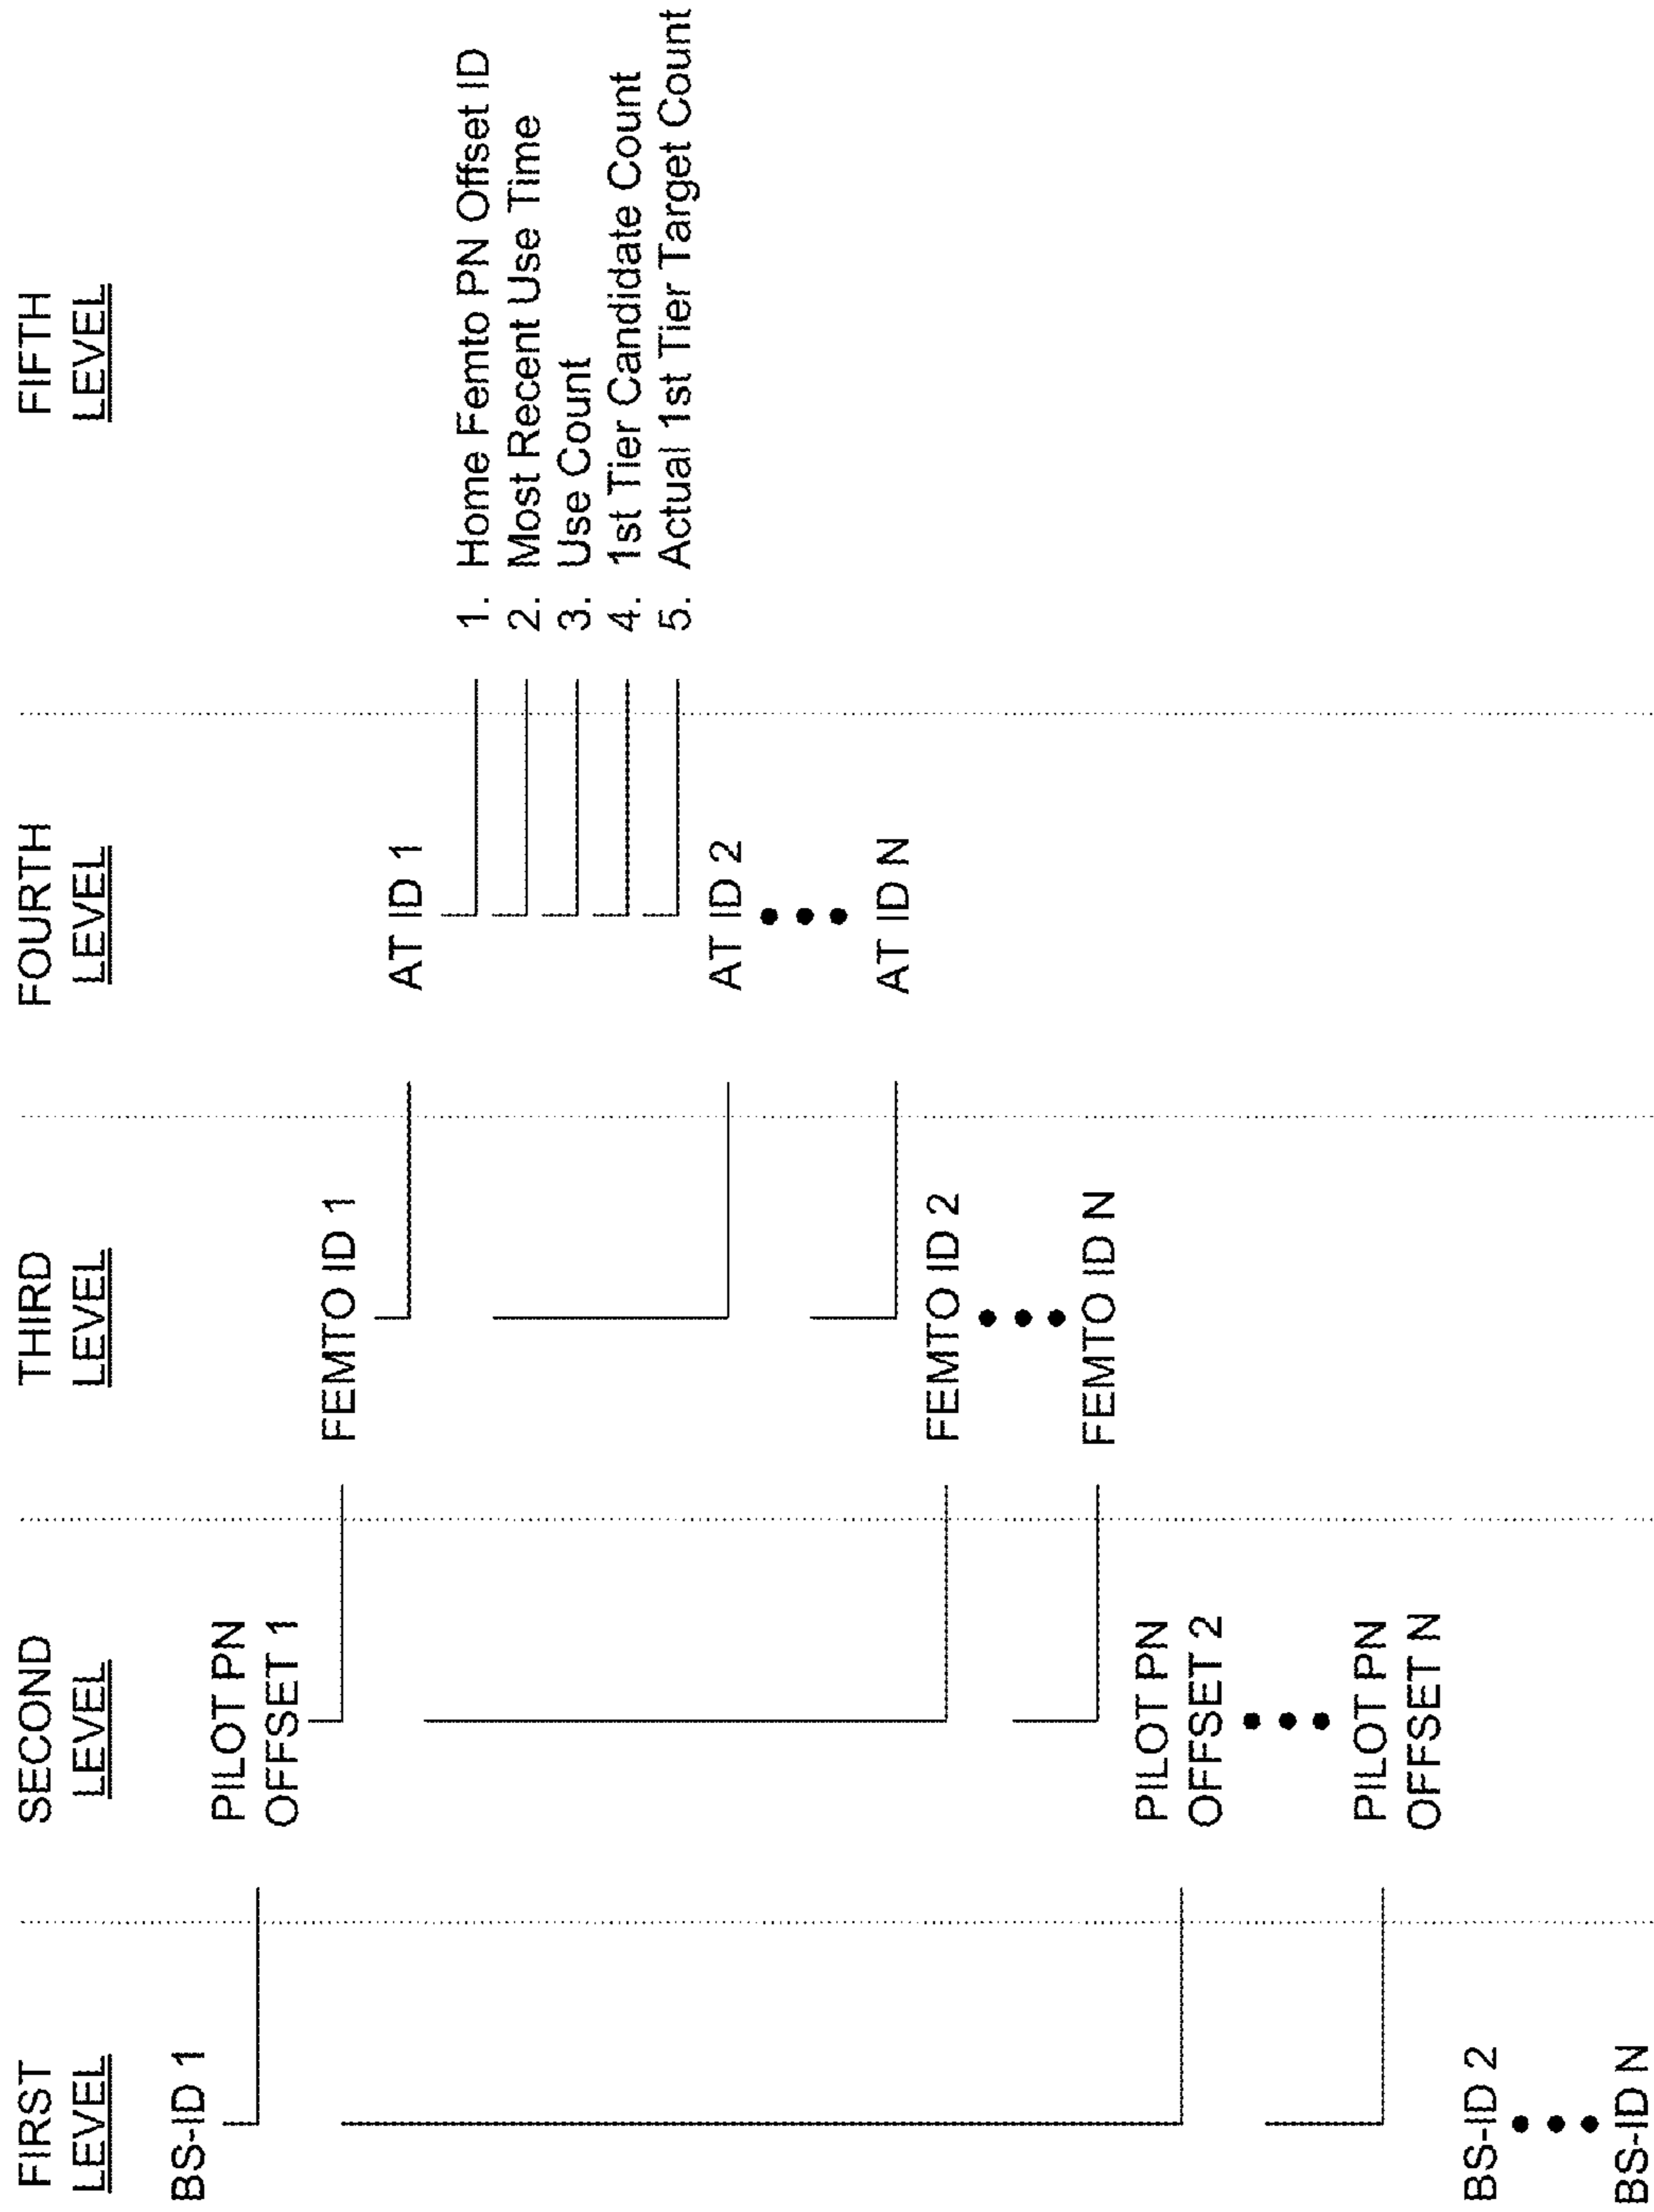 FIRST
LEVEL
SECOND
LEVEL
THIRD
LEVEL
FOURTH
LEVEL
FIFTH
LEVEL
BS-ID 1
PILOT PN
OFFSET 1
FEMTO ID 1
AT ID 1
1. Home Femto PN Offset ID
2. Most Recent Use Time
3. Use Count
4. 1st Tier Candidate Count
5. Actual 1st Tier Target Count
AT ID 2
AT ID N
FEMTO ID 2
FEMTO ID N
PILOT PN
OFFSET 2
PILOT PN
OFFSET N
BS-ID 2
BS-ID N